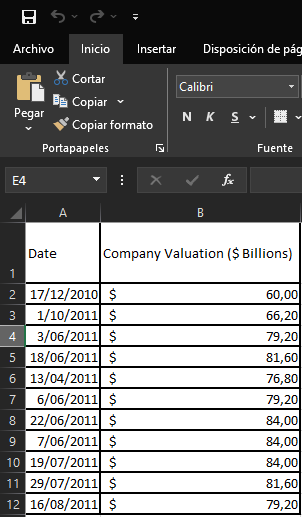 Archivo Inicio Insertar Disposición de pág
Cortar
Copiar
Copiar formato
Pegar
Portapapeles
Calibri
N K S
Fuente
E4 fx
A B
1 Date Company Valuation ($ Billions)
2 17/12/2010 $ 60,00
3 1/10/2011 $ 66,20
4 3/06/2011 $ 79,20
5 18/06/2011 $ 81,60
6 13/04/2011 $ 76,80
7 6/06/2011 $ 79,20
8 22/06/2011 $ 84,00
9 7/06/2011 $ 84,00
10 19/07/2011 $ 84,00
11 29/07/2011 $ 81,60
12 16/08/2011 $ 79,20